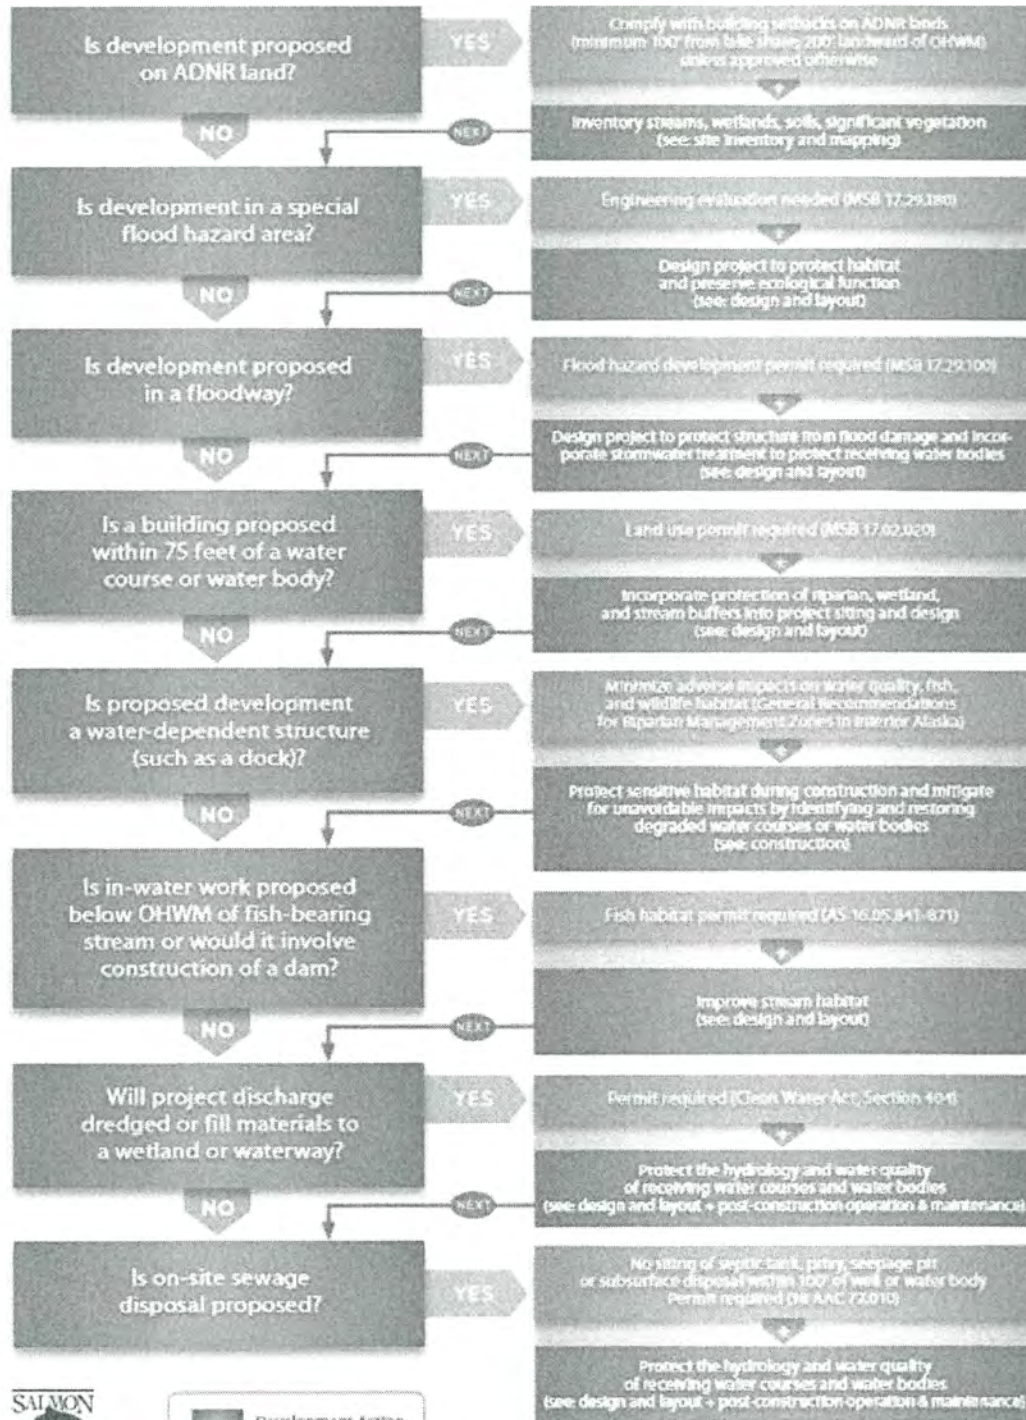 Is development proposed
on ADNR land?
YES
Comply with building setbacks on ADNR lands
(minimum 100' from lake shore; 200' landward of OHWM)
unless approved otherwise
+
NO
NEXT
Inventory streams, wetlands, soils, significant vegetation
(see: site inventory and mapping)
Is development in a special
flood hazard area?
YES
Engineering evaluation needed (MSB 17.29.180)
+
NO
NEXT
Design project to protect habitat
and preserve ecological function
(see: design and layout)
Is development proposed
in a floodway?
YES
Flood hazard development permit required (MSB 17.29.100)
+
NO
NEXT
Design project to protect structure from flood damage and incor-
porate stormwater treatment to protect receiving water bodies
(see: design and layout)
Is a building proposed
within 75 feet of a water
course or water body?
YES
Land use permit required (MSB 17.02.020)
+
NO
NEXT
Incorporate protection of riparian, wetland,
and stream buffers into project siting and design
(see: design and layout)
Is proposed development
a water-dependent structure
(such as a dock)?
YES
Minimize adverse impacts on water quality, fish,
and wildlife habitat (General Recommendations
for Riparian Management Zones in Interior Alaska)
+
NO
NEXT
Project sensitive habitat during construction and mitigate
for unavoidable impacts by identifying and restoring
degraded water courses or water bodies
(see: construction)
Is in-water work proposed
below OHWM of fish-bearing
stream or would it involve
construction of a dam?
YES
Fish habitat permit required (AS 16.05.841-871)
+
NO
NEXT
Improve stream habitat
(see: design and layout)
Will project discharge
dredged or fill materials to
a wetland or waterway?
YES
Permit required (Clean Water Act, Section 404)
+
NO
NEXT
Protect the hydrology and water quality
of receiving water courses and water bodies
(see: design and layout + post-construction operation & maintenance)
Is on-site sewage
disposal proposed?
YES
No siting of septic tank, privy, seepage pit
or subsurface disposal within 100' of well or water body
Permit required AAC 72.010)
+
Protect the hydrology and water quality
of receiving water courses and water bodies
(see: design and layout + post-construction operation & maintenance)
SALMON
Development Action